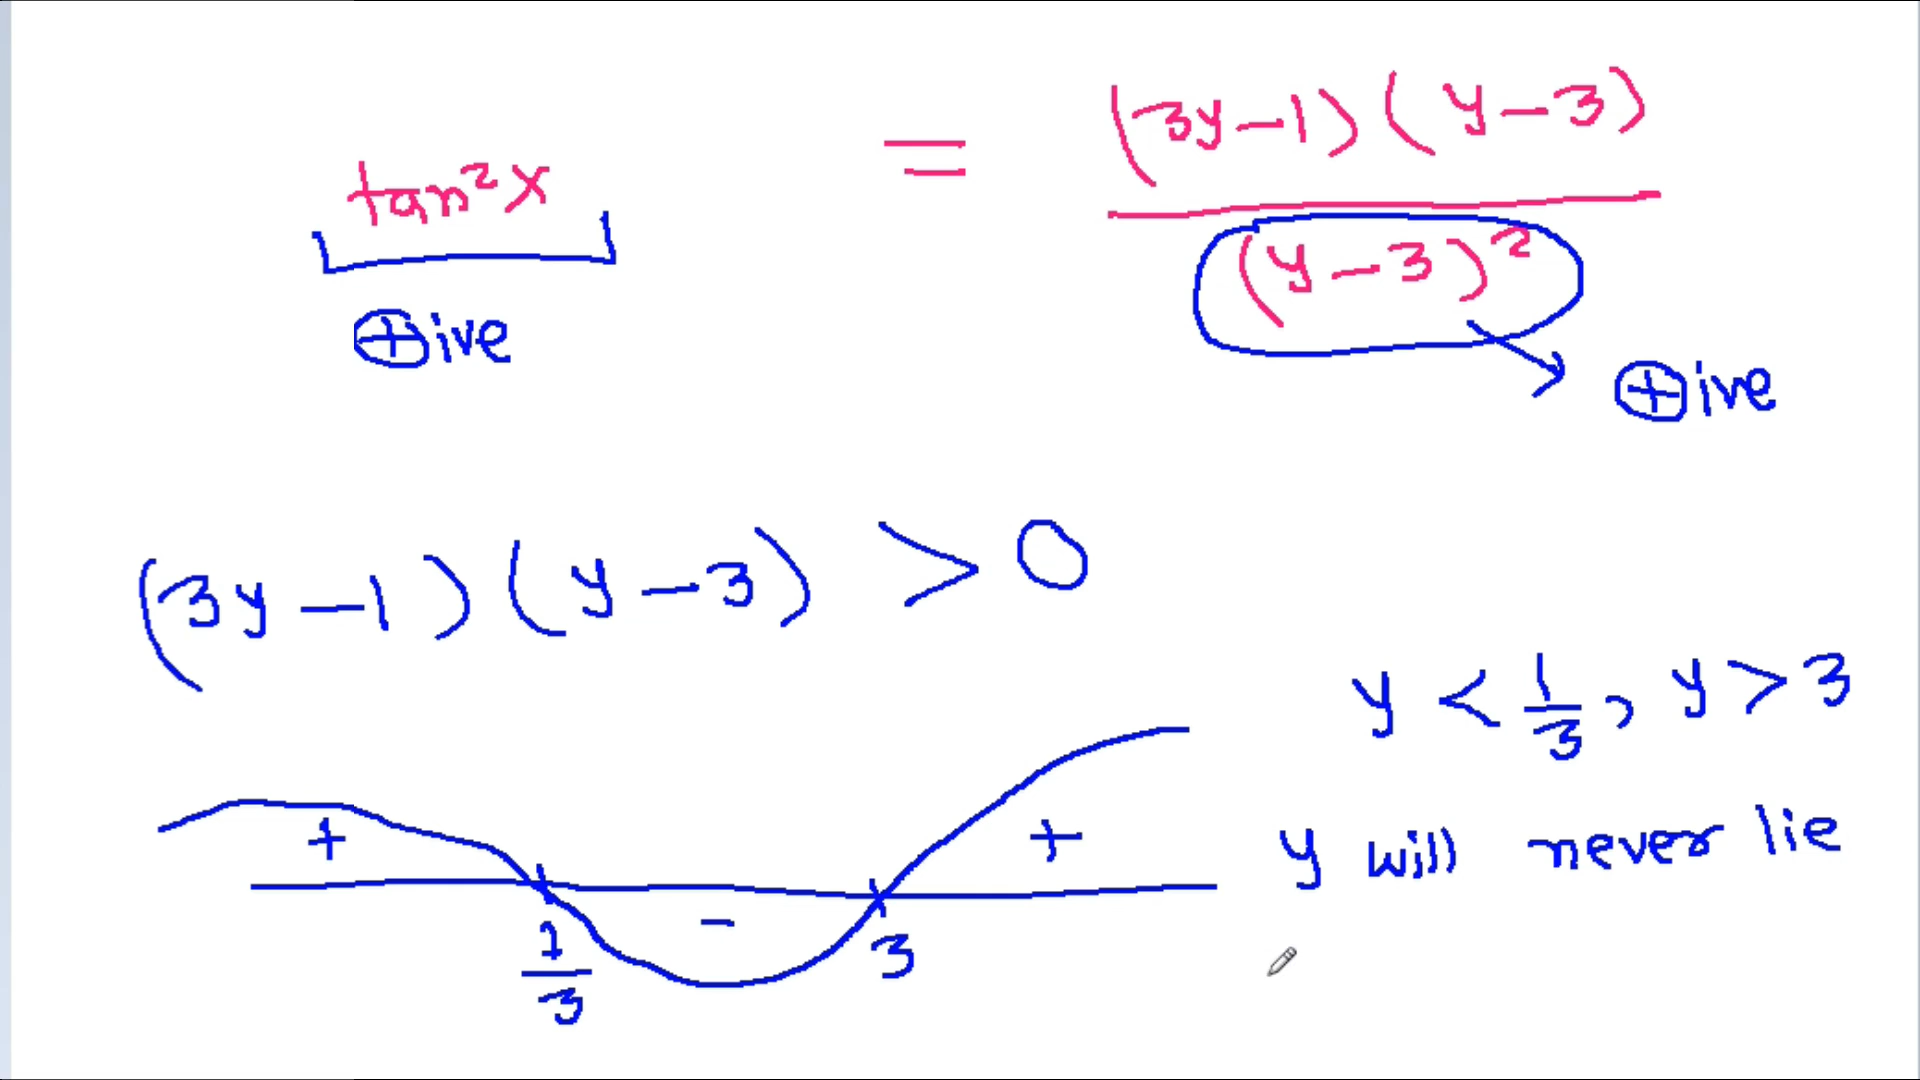 tan²x = (3y-1)(y-3)
(y-3)²
+ive
+ive
(3y-1)(y-3) > 0
y < 1/3, y > 3
+ - +
1/3 3
y will never lie